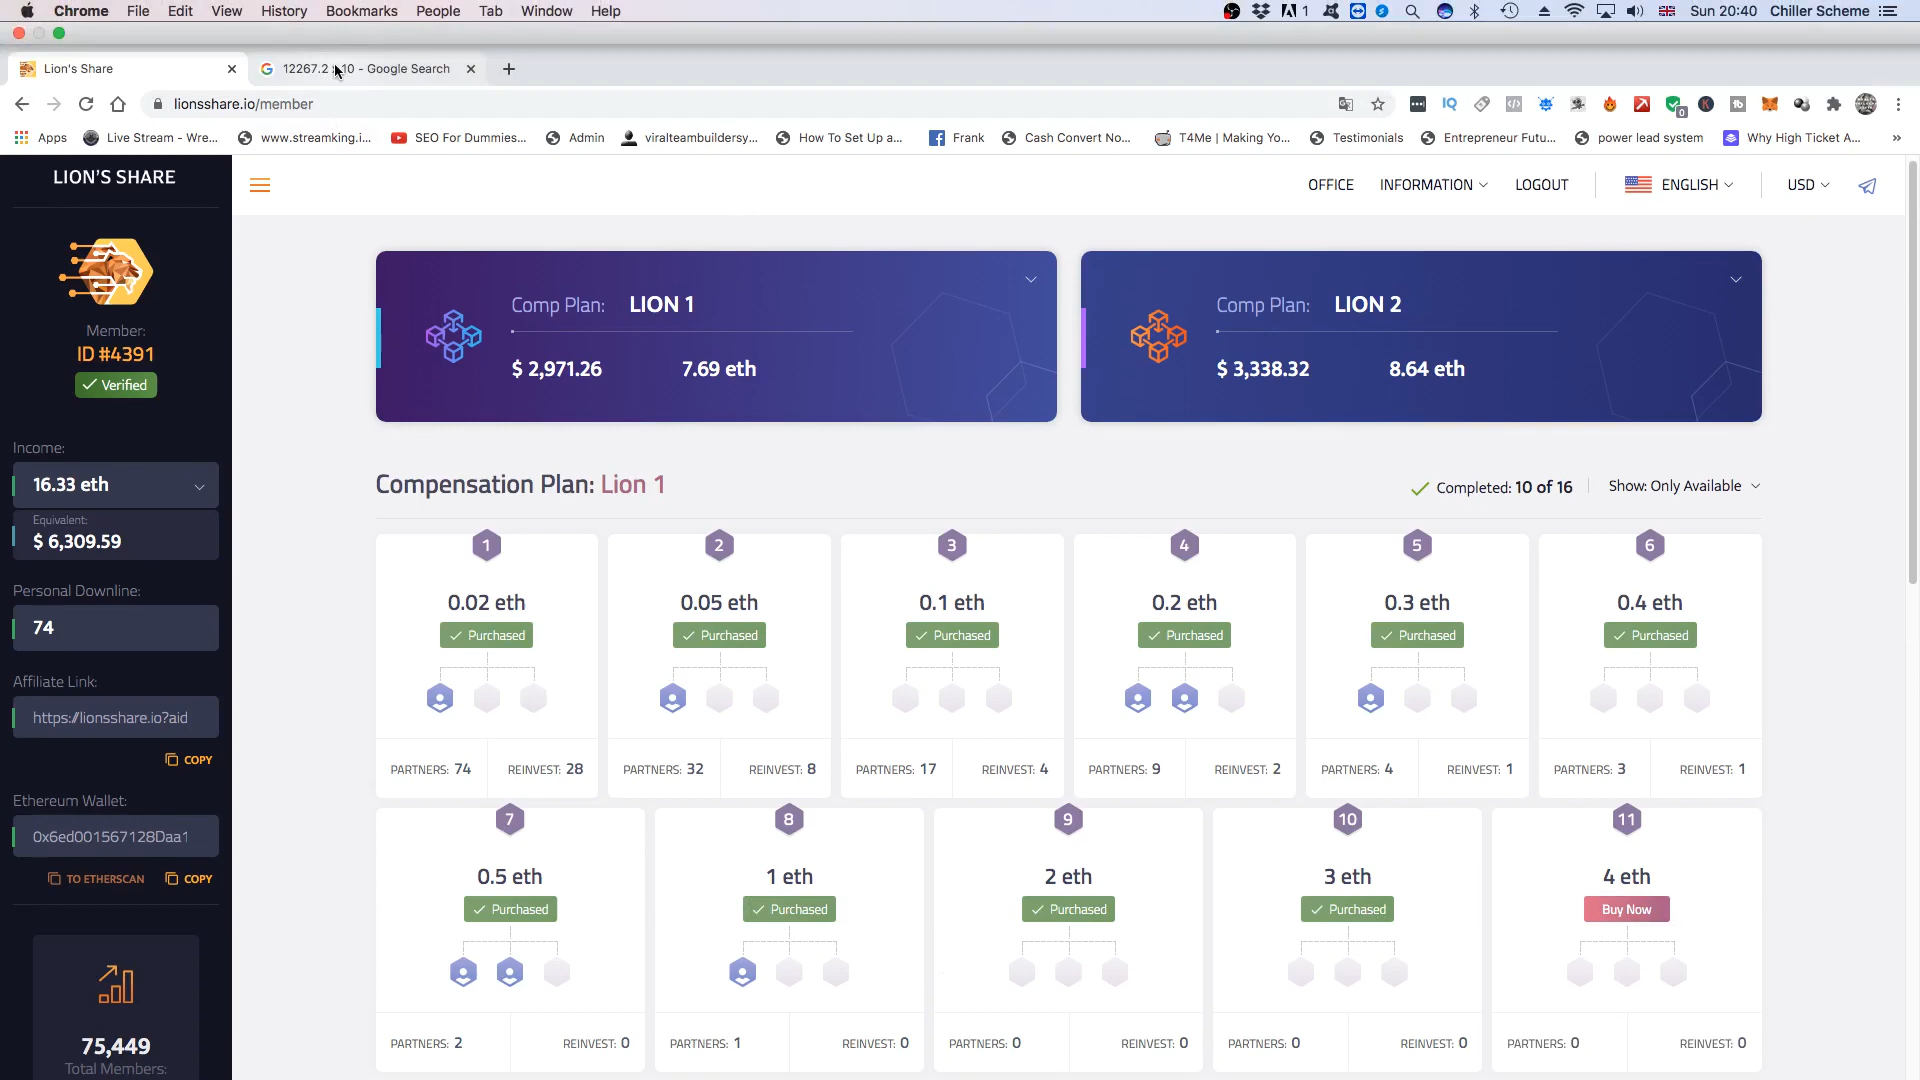 Chrome File Edit View History Bookmarks People Tab Window Help
1 Sun 20:40 Chiller Scheme
Lion's Share
12267.2 10 - Google Search
lionsshare.io/member
Apps Live Stream - Wre... www.streamking.i... SEO For Dummies... Admin viralteambuildersy... How To Set Up a... Frank Cash Convert No... T4Me | Making Yo... Testimonials Entrepreneur Futu... power lead system Why High Ticket A... »
LION'S SHARE
OFFICE INFORMATION LOGOUT ENGLISH USD
Member:
ID #4391
Verified
Income:
16.33 eth
Equivalent:
$ 6,309.59
Personal Downline:
74
Affiliate Link:
https://lionsshare.io?aid
COPY
Ethereum Wallet:
0x6ed001567128Daa1
TO ETHERSCAN COPY
75,449
Total Members:
Comp Plan: LION 1
$ 2,971.26 7.69 eth
Comp Plan: LION 2
$ 3,338.32 8.64 eth
Compensation Plan: Lion 1
Completed: 10 of 16
Show: Only Available
1 2 3 4 5 6
0.02 eth 0.05 eth 0.1 eth 0.2 eth 0.3 eth 0.4 eth
Purchased Purchased Purchased Purchased Purchased Purchased
PARTNERS: 74 REINVEST: 28 PARTNERS: 32 REINVEST: 8 PARTNERS: 17 REINVEST: 4 PARTNERS: 9 REINVEST: 2 PARTNERS: 4 REINVEST: 1 PARTNERS: 3 REINVEST: 1
7 8 9 10 11
0.5 eth 1 eth 2 eth 3 eth 4 eth
Purchased Purchased Purchased Purchased Buy Now
PARTNERS: 2 REINVEST: 0 PARTNERS: 1 REINVEST: 0 PARTNERS: 0 REINVEST: 0 PARTNERS: 0 REINVEST: 0 PARTNERS: 0 REINVEST: 0